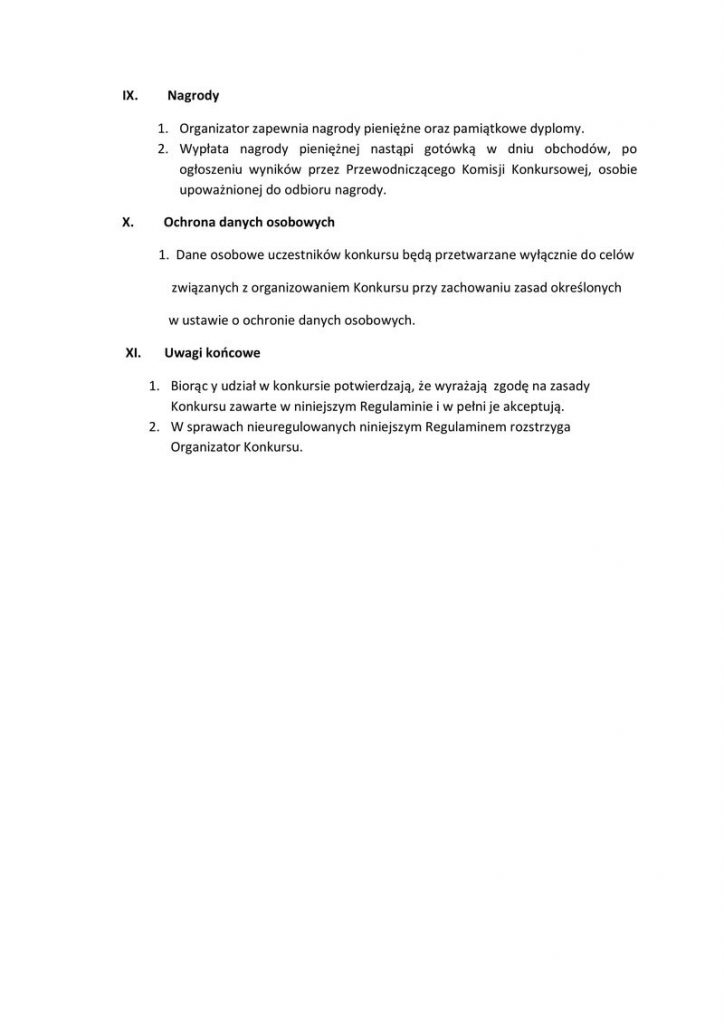 IX. Nagrody
1. Organizator zapewnia nagrody pieniężne oraz pamiątkowe dyplomy.
2. Wypłata nagrody pieniężnej nastąpi gotówką w dniu obchodów, po
ogłoszeniu wyników przez Przewodniczącego Komisji Konkursowej, osobie
upoważnionej do odbioru nagrody.
X. Ochrona danych osobowych
1. Dane osobowe uczestników konkursu będą przetwarzane wyłącznie do celów
związanych z organizowaniem Konkursu przy zachowaniu zasad określonych
w ustawie o ochronie danych osobowych.
XI. Uwagi końcowe
1. Biorąc y udział w konkursie potwierdzają, że wyrażają zgodę na zasady
Konkursu zawarte w niniejszym Regulaminie i w pełni je akceptują.
2. W sprawach nieuregulowanych niniejszym Regulaminem rozstrzyga
Organizator Konkursu.